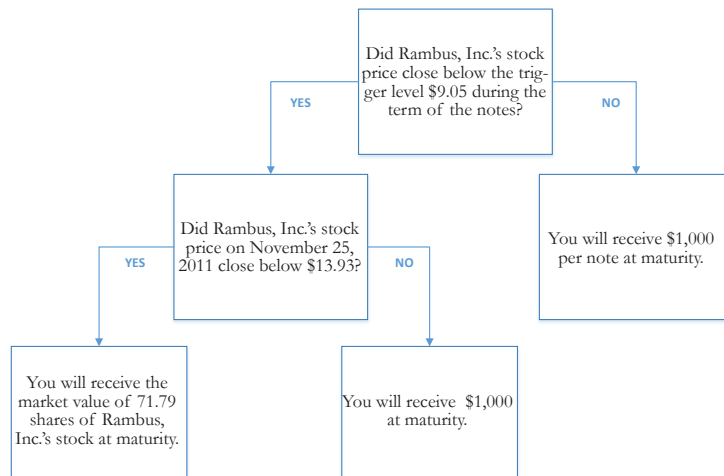 Did Rambus, Inc.'s stock
price close below the trig-
ger level $9.05 during the
term of the notes?
YES
NO
Did Rambus, Inc.'s stock
price on November 25,
2011 close below $13.93?
You will receive $1,000
per note at maturity.
YES
NO
You will receive the
market value of 71.79
shares of Rambus,
Inc.'s stock at maturity.
You will receive $1,000
at maturity.